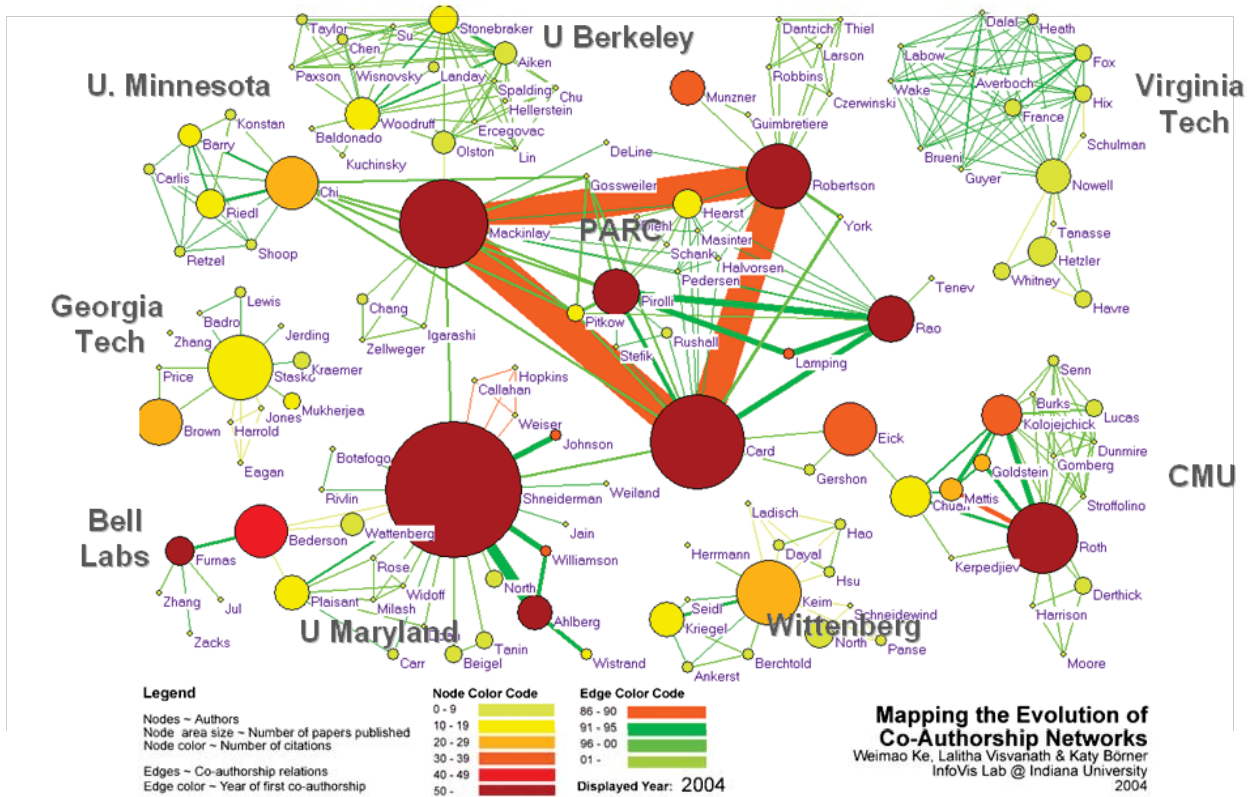 Taylor
Su
Stonebraker
U Berkeley
Chen
Aiken
Paxson
Wisnovsky
Landay
Spalding
Chu
Hellerstein
Woodruff
Ercegovac
Baldonado
Kuchinsky
Olston
Lin
Dantzich
Thiel
Larson
Robbins
Czerwinski
Munzner
Guimbretiere
Dalal
Heath
Labow
Fox
Wake
Averboch
Hix
France
Virginia
Tech
Schulman
Brueni
Guyer
Nowell
Tanasse
Hetzler
Whitney
Havre
U. Minnesota
Konstan
Barry
Carlis
Chi
Riedl
Shoop
Retzel
DeLine
Gossweiler
Robertson
Mackinlay
PARC
Hearst
York
Masinter
Schank
Halvorsen
Pedersen
Pirolli
Pitkow
Tenev
Rao
Stefik
Rushall
Lamping
Chang
Igarashi
Zellweger
Georgia
Tech
Lewis
Badro
Zhang
Jerding
Price
Stasko
Kraemer
Mukherjea
Jones
Brown
Harrold
Eagan
Hopkins
Callahan
Weiser
Johnson
Card
Eick
Gershon
Botafogo
Rivlin
Shneiderman
Weiland
Jain
Senn
Burks
Kolojejchick
Lucas
Dunmire
Goldstein
Gomberg
CMU
Mattis
Chuah
Stroffolino
Roth
Kerpedjiev
Derthick
Harrison
Moore
Bell
Labs
Furnas
Bederson
Wattenberg
Williamson
Zhang
Jul
Zacks
Rose
Plaisant
Widoff
Milash
North
Ahlberg
U Maryland
Doan
Tanin
Carr
Beigel
Wistrand
Ladisch
Hao
Herrmann
Dayal
Hsu
Seidl
Keim
Schneidewind
Kriegel
Wittenberg
North
Panse
Berchtold
Ankerst
Legend
Nodes ~ Authors
Node area size ~ Number of papers published
Node color ~ Number of citations
Edges ~ Co-authorship relations
Edge color ~ Year of first co-authorship
Node Color Code
0 - 9
10 - 19
20 - 29
30 - 39
40 - 49
50 -
Edge Color Code
86 - 90
91 - 95
96 - 00
01 -
Displayed Year: 2004
Mapping the Evolution of
Co-Authorship Networks
Weimao Ke, Lalitha Visvanath & Katy Börner
InfoVis Lab @ Indiana University
2004